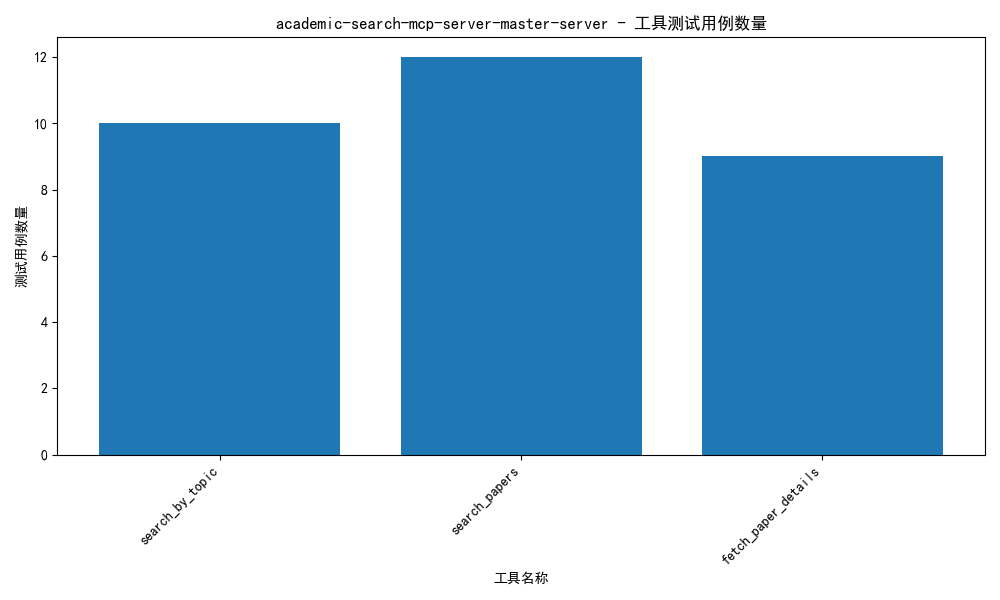 academic-search-mcp-server-master-server - 工具测试用例数量
测试用例数量
12
10
8
6
4
2
0
search_by_topic
search_papers
fetch_paper_details
工具名称